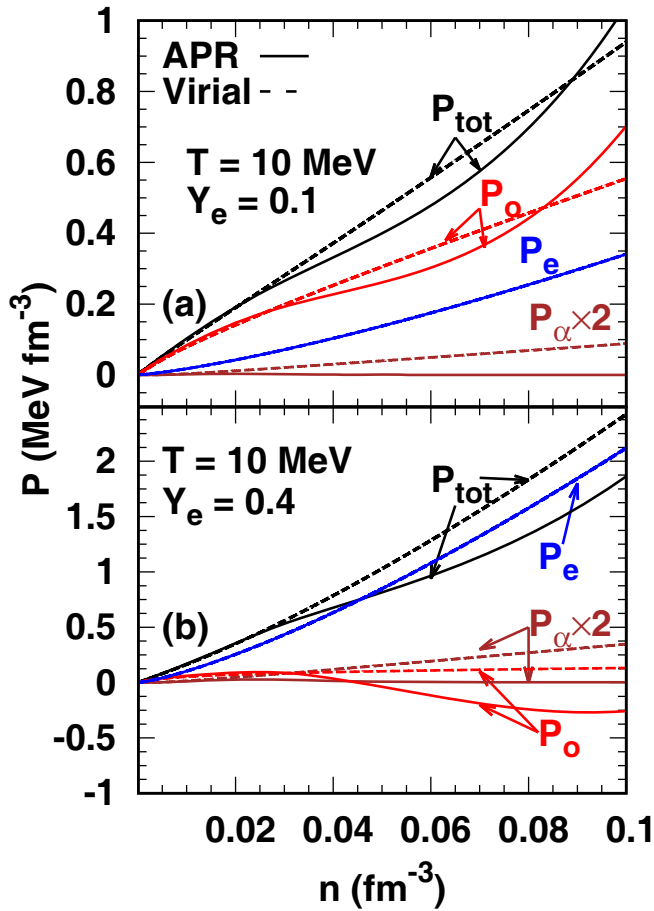 1
APR
Virial
P_tot
0.8
T = 10 MeV
Y_e = 0.1
P_o
0.6
0.4
P_e
(a)
0.2
P_α×2
0
P (MeV fm^-3)
T = 10 MeV
2
P_tot
Y_e = 0.4
1.5
P_e
1
(b)
P_α×2
0.5
0
P_o
-0.5
-1
0.02 0.04 0.06 0.08 0.1
n (fm^-3)